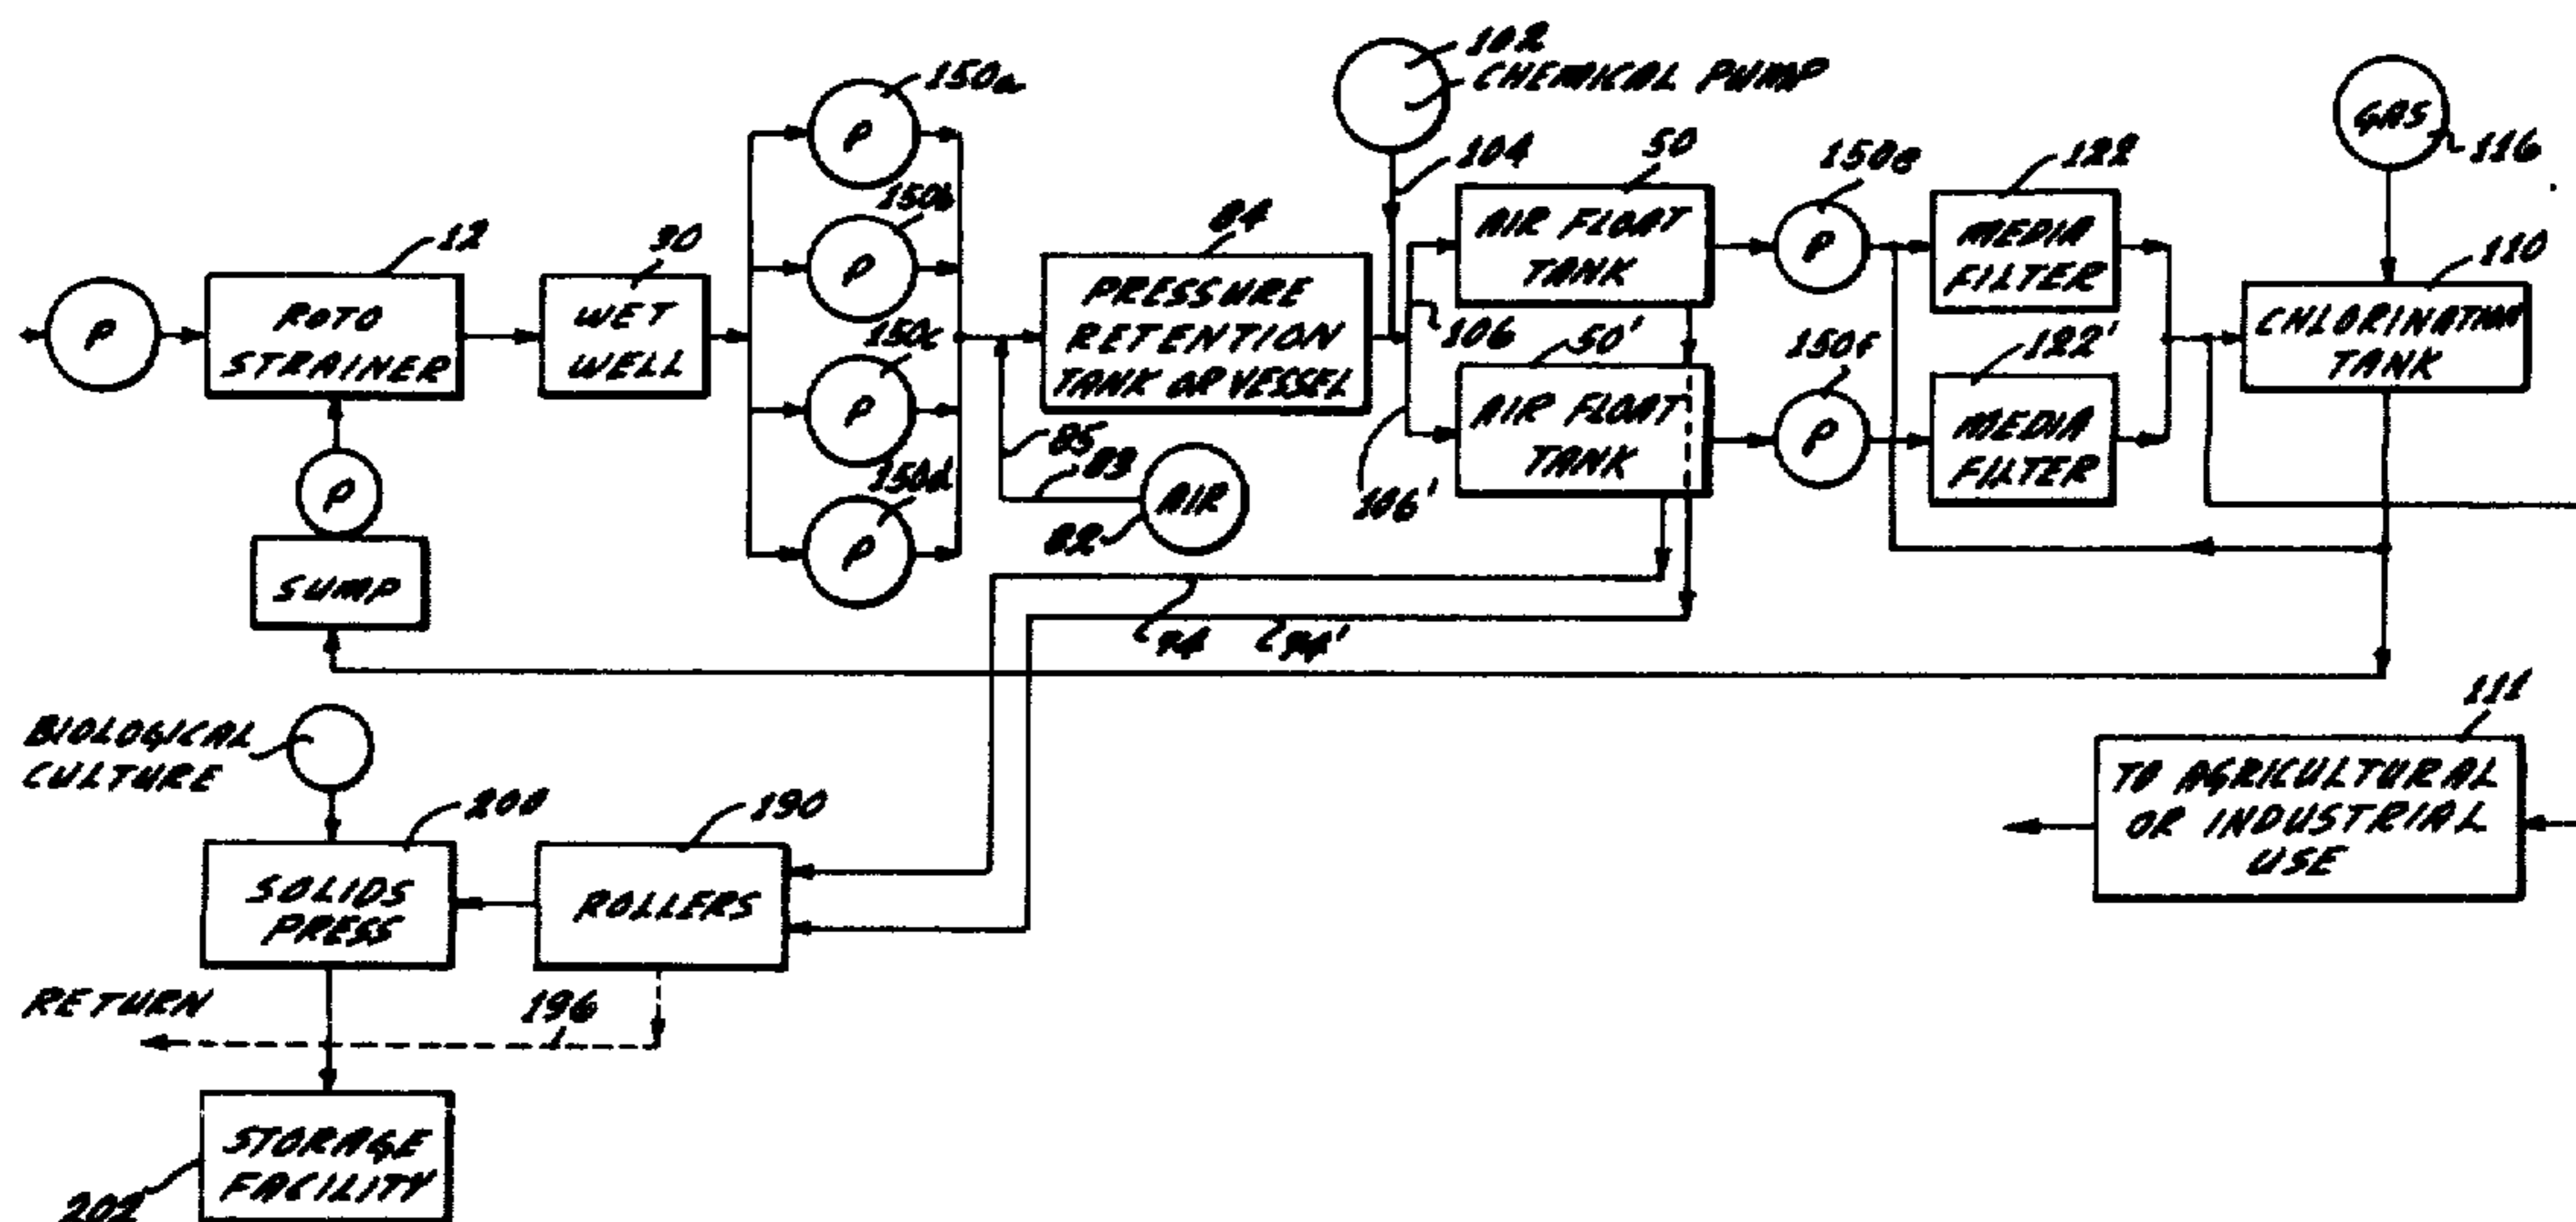 102
CHEMICAL PUMP
150a
P
104
50
150e
122
GAS
116
150b
P
12
30
84
AIR FLOAT
TANK
P
MEDIA
FILTER
110
P
ROTO
STRAINER
WET
WELL
150c
P
PRESSURE
RETENTION
TANK OR VESSEL
106
50'
150f
122'
CHLORINATION
TANK
85
83
AIR
82
106'
AIR FLOAT
TANK
P
MEDIA
FILTER
P
150d
P
SUMP
94
94'
111
BIOLOGICAL
CULTURE
TO AGRICULTURAL
OR INDUSTRIAL
USE
200
190
SOLIDS
PRESS
ROLLERS
RETURN
196
STORAGE
FACILITY
202